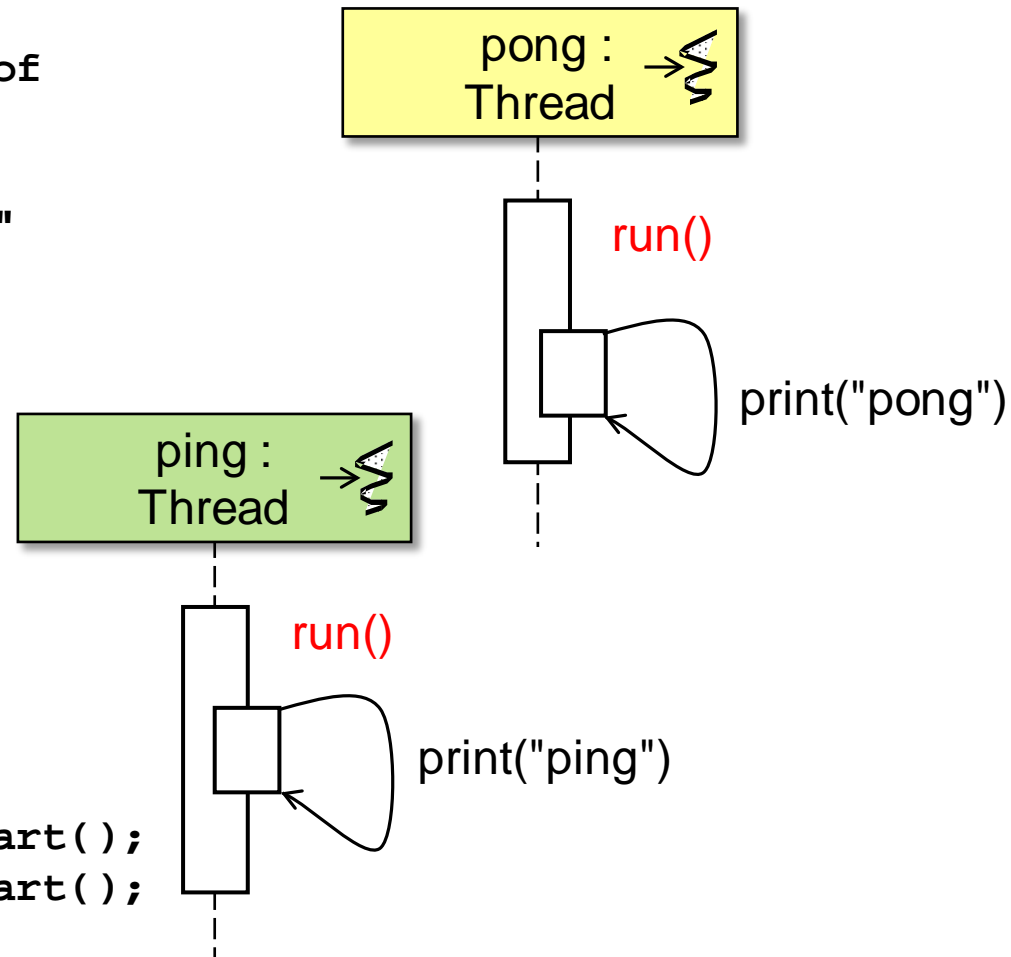 pong :
Thread
of
"
run()
print("pong")
ping :
Thread
run()
print("ping")
art();
art();